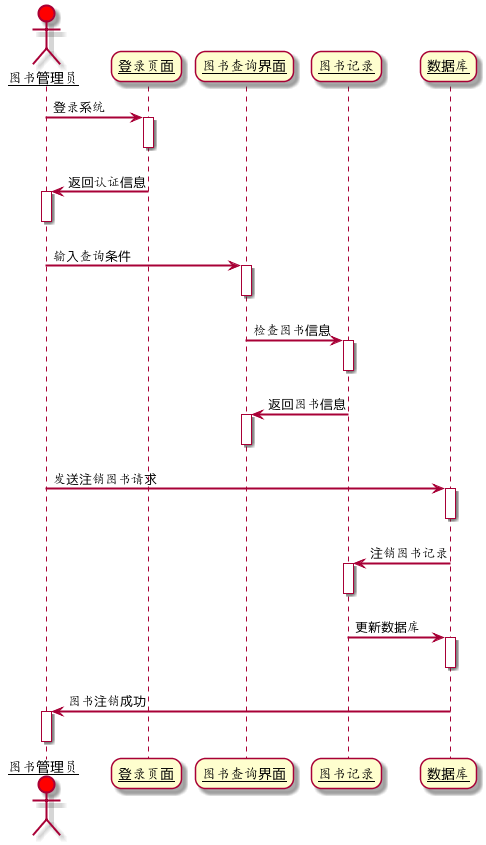 图书管理员
登录页面
图书查询界面
图书记录
数据库
登录系统
返回认证信息
输入查询条件
检查图书信息
返回图书信息
发送注销图书请求
注销图书记录
更新数据库
图书注销成功
图书管理员
登录页面
图书查询界面
图书记录
数据库